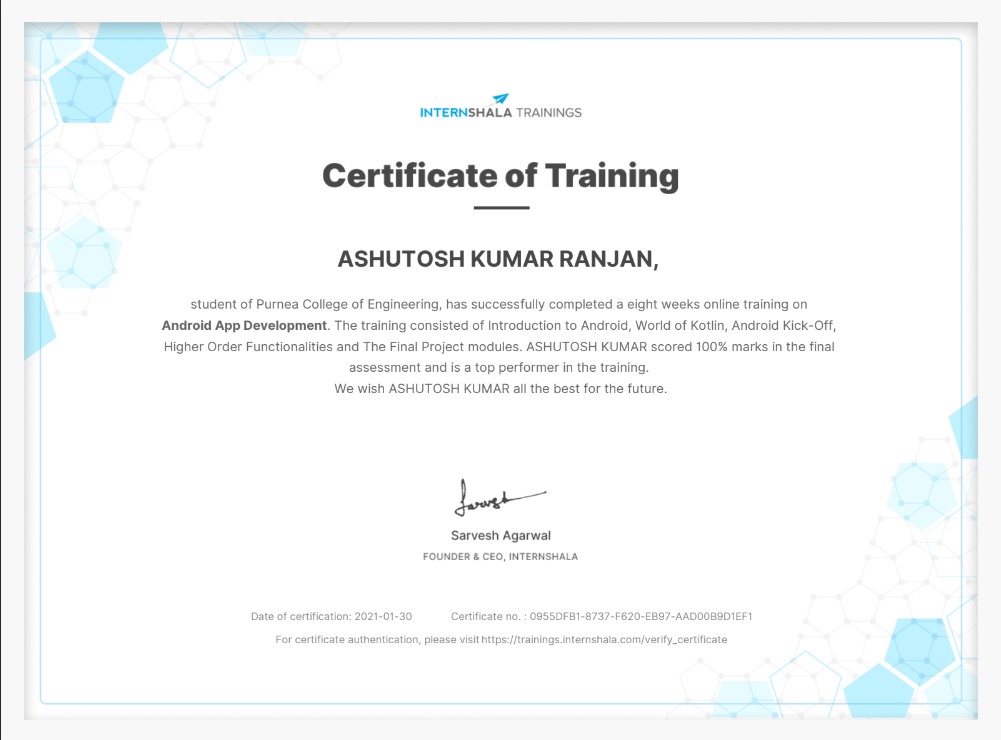 INTERNSHALA TRAININGS
Certificate of Training
ASHUTOSH KUMAR RANJAN,
student of Purnea College of Engineering, has successfully completed a eight weeks online training on
Android App Development. The training consisted of Introduction to Android, World of Kotlin, Android Kick-Off,
Higher Order Functionalities and The Final Project modules. ASHUTOSH KUMAR scored 100% marks in the final
assessment and is a top performer in the training.
We wish ASHUTOSH KUMAR all the best for the future.
Sarvesh
Sarvesh Agarwal
FOUNDER & CEO, INTERNSHALA
Date of certification: 2021-01-30 Certificate no. : 0955DFB1-8737-F620-EB97-AAD00B9D1EF1
For certificate authentication, please visit https://trainings.internshala.com/verify_certificate